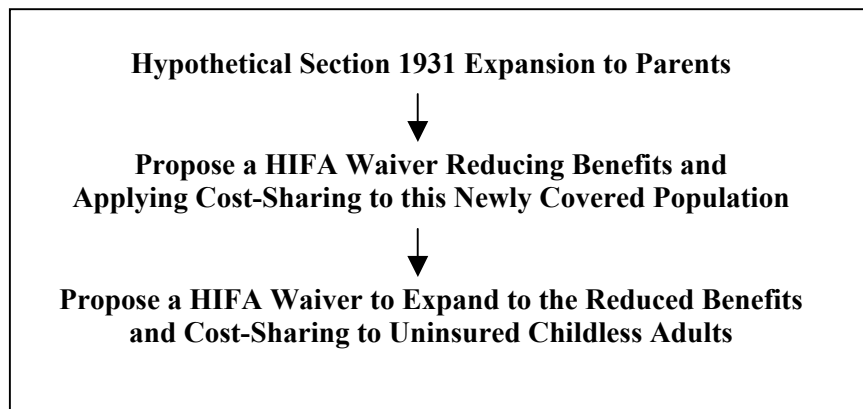 Hypothetical Section 1931 Expansion to Parents
Propose a HIFA Waiver Reducing Benefits and
Applying Cost-Sharing to this Newly Covered Population
Propose a HIFA Waiver to Expand to the Reduced Benefits
and Cost-Sharing to Uninsured Childless Adults